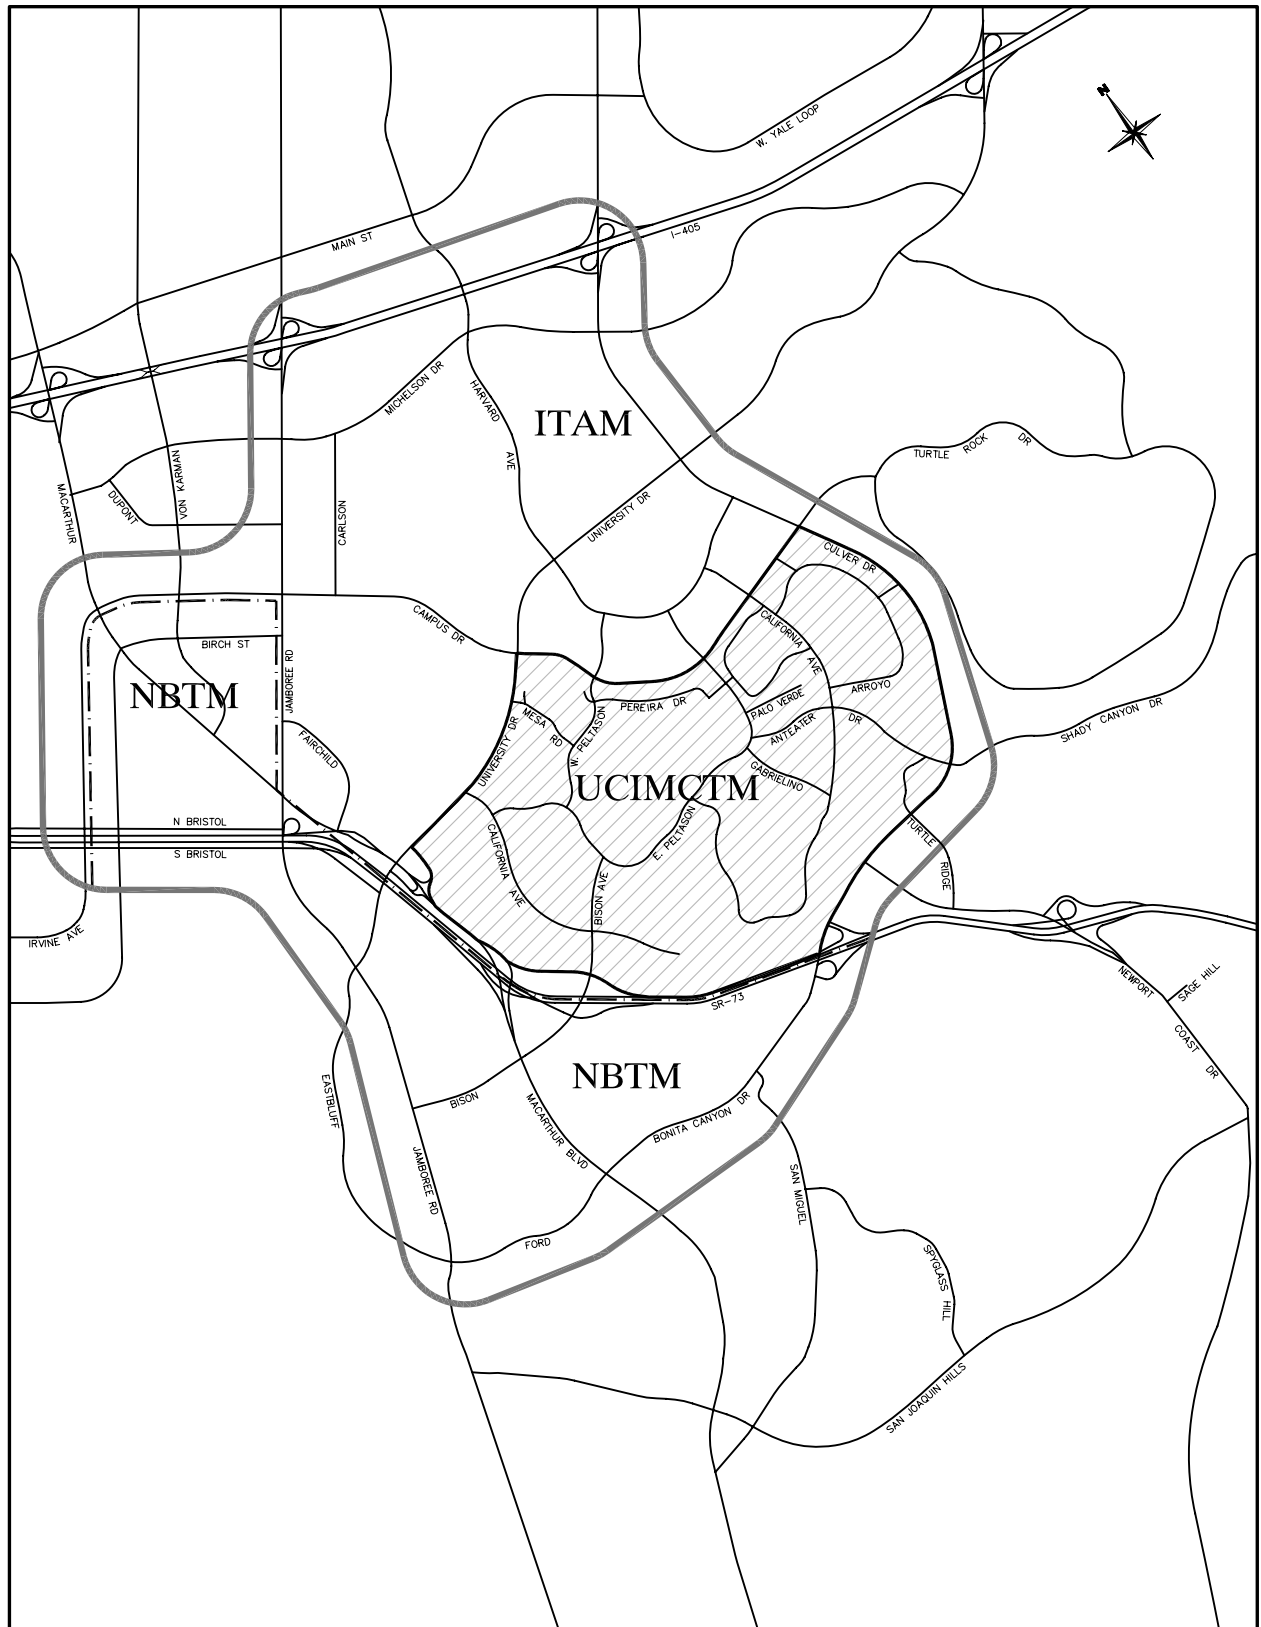 N
W. YALE LOOP
I-405
MAIN ST
MICHELSON DR
HARVARD AVE
ITAM
TURTLE ROCK DR
VON KARMAN
MACARTHUR
DUPONT
CARLSON
UNIVERSITY DR
CULVER DR
CAMPUS DR
CALIFORNIA AVE
BIRCH ST
JAMBOREE RD
NBTM
ARROYO
PEREIRA DR
PALO VERDE
MESA RD
W. PELTASON
ANTEATER DR
SHADY CANYON DR
FAIRCHILD
UNIVERSITY DR
GABRIELINO
UCIMCTM
N BRISTOL
S BRISTOL
E. PELTASON
TURTLE RIDGE
CALIFORNIA AVE
BISON AVE
IRVINE AVE
SR-73
NEWPORT COAST DR
SAGE HILL
NBTM
EASTBLUFF
BISON
MACARTHUR BLVD
BONITA CANYON DR
JAMBOREE RD
SAN MIGUEL
FORD
SPYGLASS HILL
SAN JOAQUIN HILLS